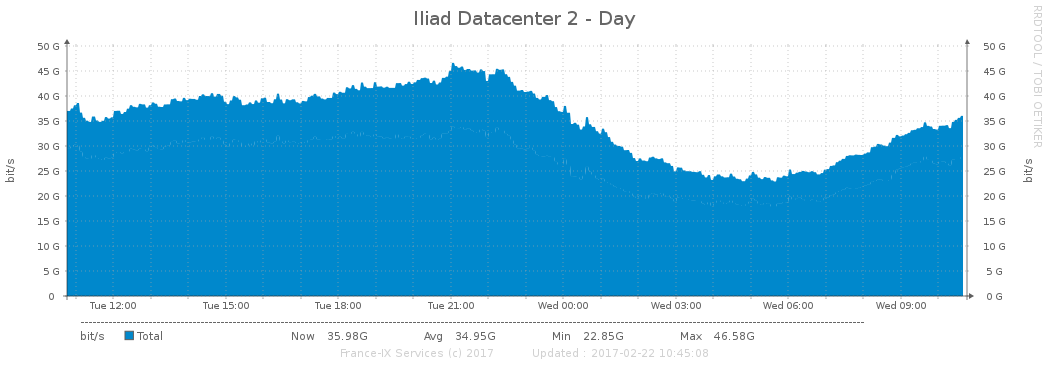 Iliad Datacenter 2 - Day
RRDTOOL / TOBI OETIKER
50 G 50 G
45 G 45 G
40 G 40 G
35 G 35 G
30 G 30 G
25 G 25 G
20 G 20 G
15 G 15 G
10 G 10 G
5 G 5 G
0 0 G
bit/s bit/s
Tue 12:00 Tue 15:00 Tue 18:00 Tue 21:00 Wed 00:00 Wed 03:00 Wed 06:00 Wed 09:00
bit/s Total Now 35.98G Avg 34.95G Min 22.85G Max 46.58G
France-IX Services (c) 2017 Updated : 2017-02-22 10:45:08